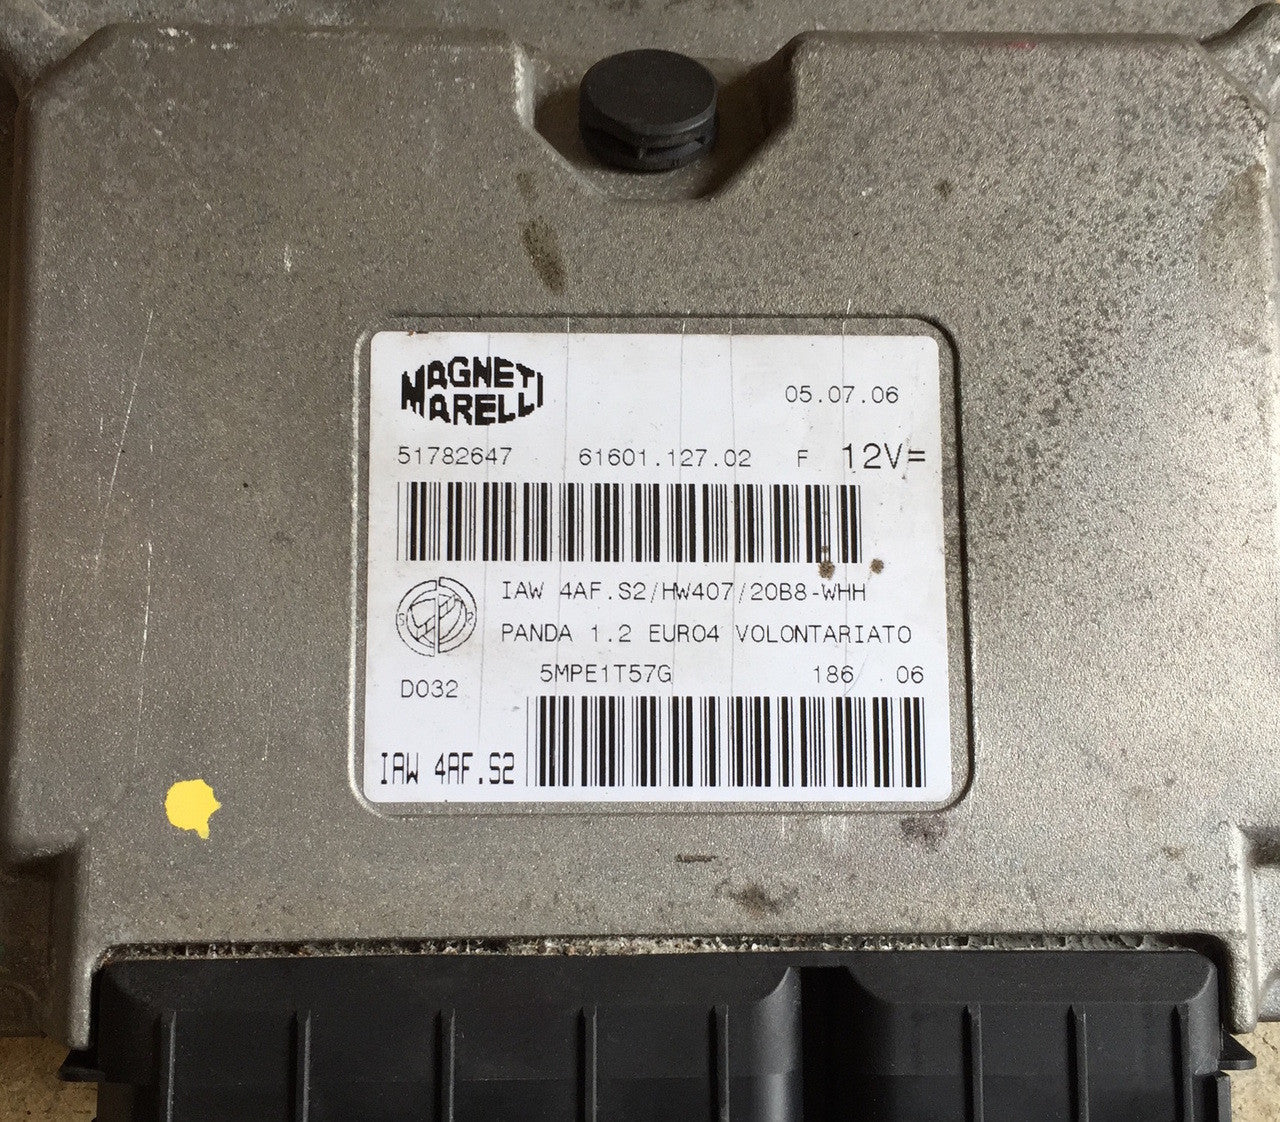 MAGNETI
MARELLI
05.07.06
51782647 61601.127.02 F 12V=
IAW 4AF.S2/HW407/20B8-WHH
PANDA 1.2 EURO4 VOLONTARIATO
5MPE1T57G 186 06
D032
IAW 4AF.S2